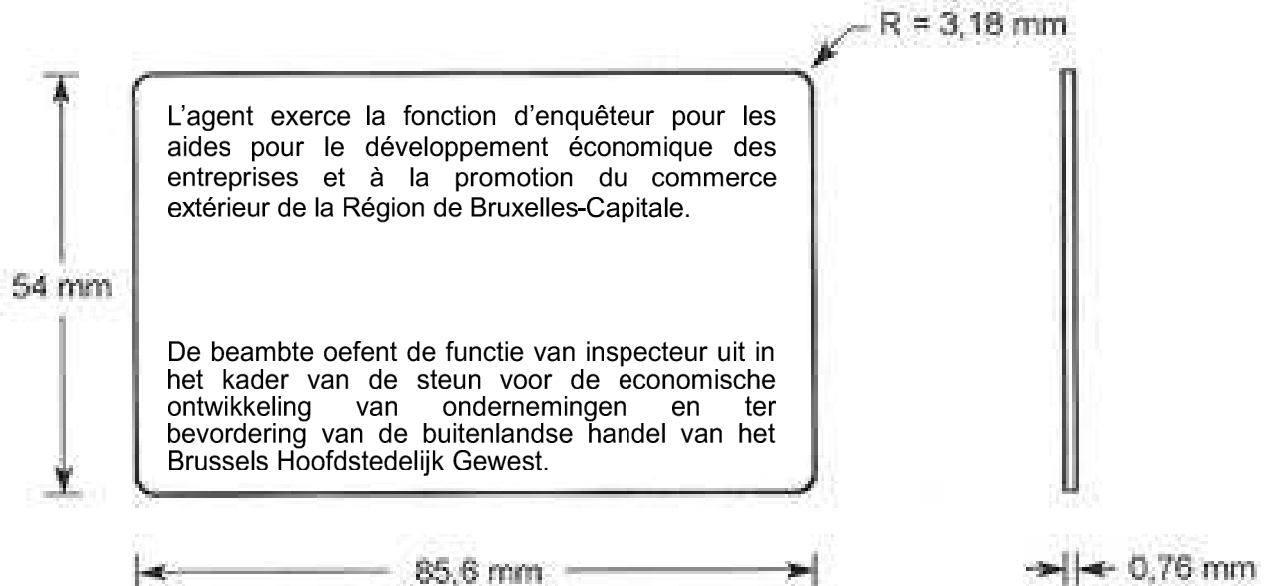 R = 3,18 mm
L'agent exerce la fonction d'enquêteur pour les
aides pour le développement économique des
entreprises et à la promotion du commerce
extérieur de la Région de Bruxelles-Capitale.
54 mm
De beambte oefent de functie van inspecteur uit in
het kader van de steun voor de economische
ontwikkeling van ondernemingen en ter
bevordering van de buitenlandse handel van het
Brussels Hoofdstedelijk Gewest.
85,6 mm
0,76 mm